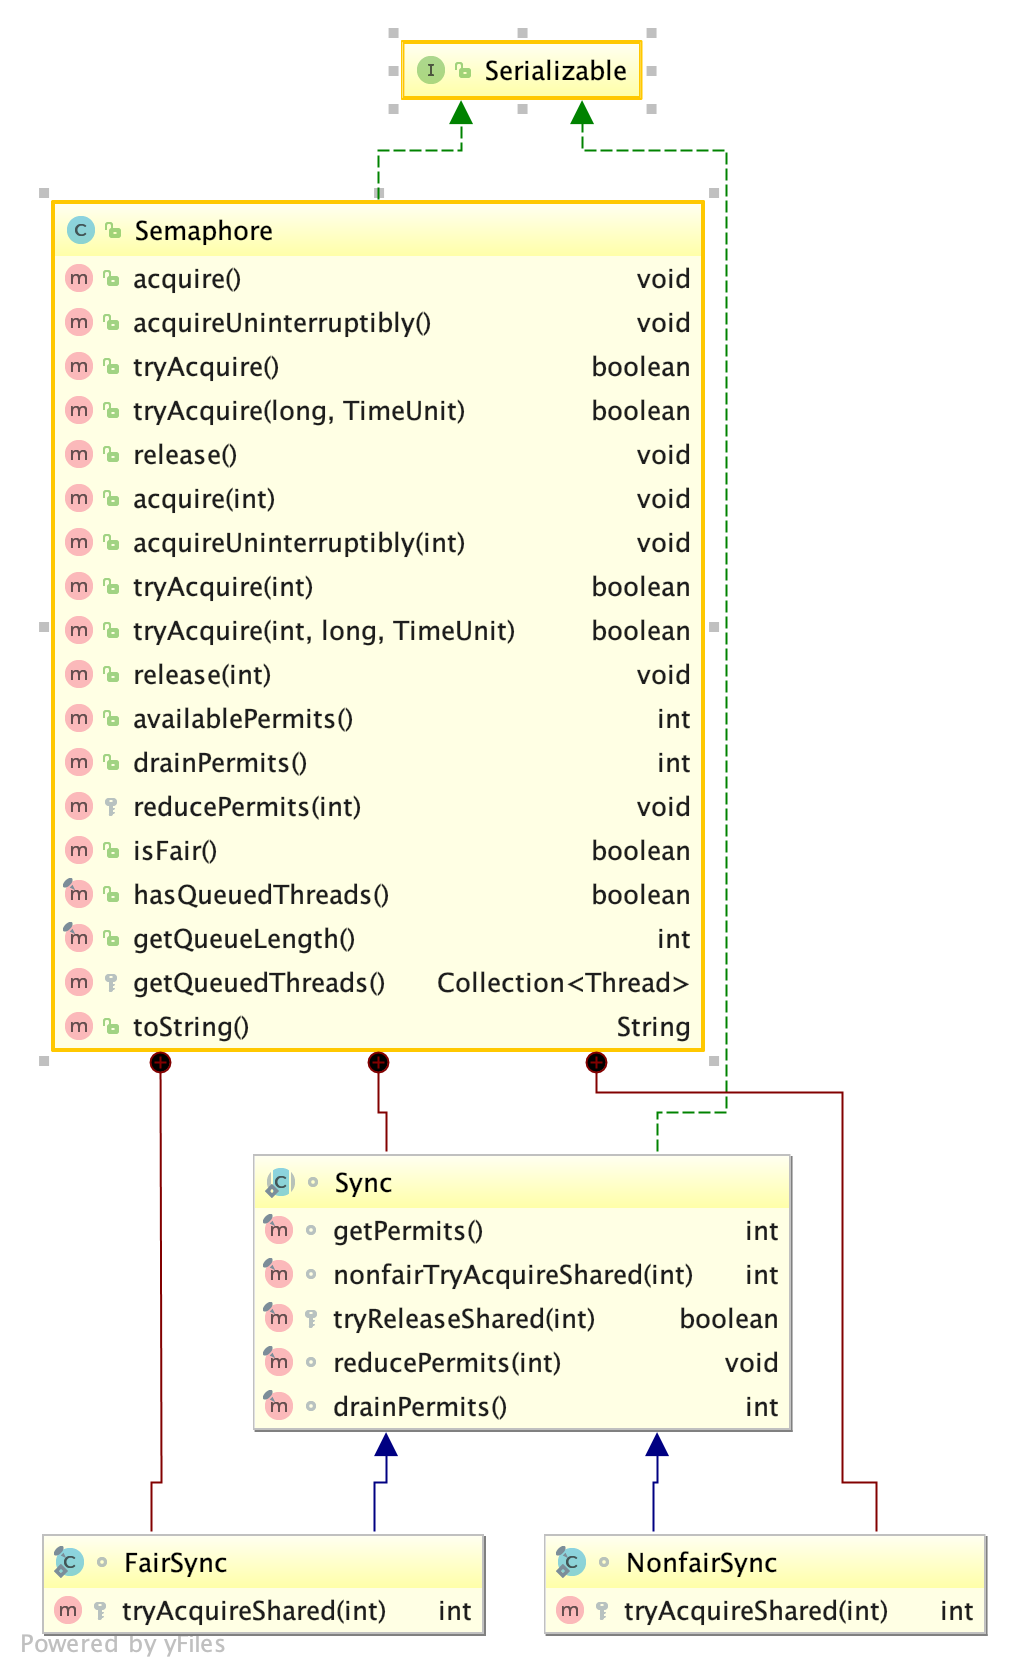 I Serializable
C Semaphore
m acquire() void
m acquireUninterruptibly() void
m tryAcquire() boolean
m tryAcquire(long, TimeUnit) boolean
m release() void
m acquire(int) void
m acquireUninterruptibly(int) void
m tryAcquire(int) boolean
m tryAcquire(int, long, TimeUnit) boolean
m release(int) void
m availablePermits() int
m drainPermits() int
m reducePermits(int) void
m isFair() boolean
m hasQueuedThreads() boolean
m getQueueLength() int
m getQueuedThreads() Collection<Thread>
m toString() String
C Sync
m getPermits() int
m nonfairTryAcquireShared(int) int
m tryReleaseShared(int) boolean
m reducePermits(int) void
m drainPermits() int
C FairSync
m tryAcquireShared(int) int
C NonfairSync
m tryAcquireShared(int) int
Powered by yFiles